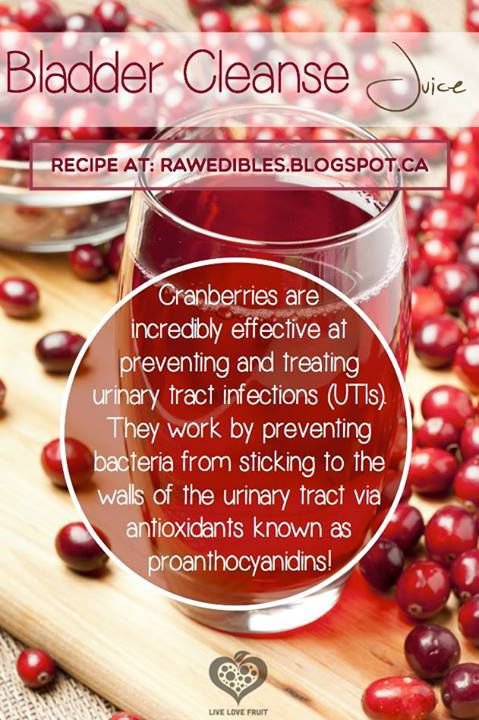 Bladder Cleanse Juice
RECIPE AT: RAWEDIBLES.BLOGSPOT.CA
Cranberries are
incredibly effective at
preventing and treating
urinary tract infections (UTIs).
They work by preventing
bacteria from sticking to the
walls of the urinary tract via
antioxidants known as
proanthocyanidins!
LIVE LOVE FRUIT